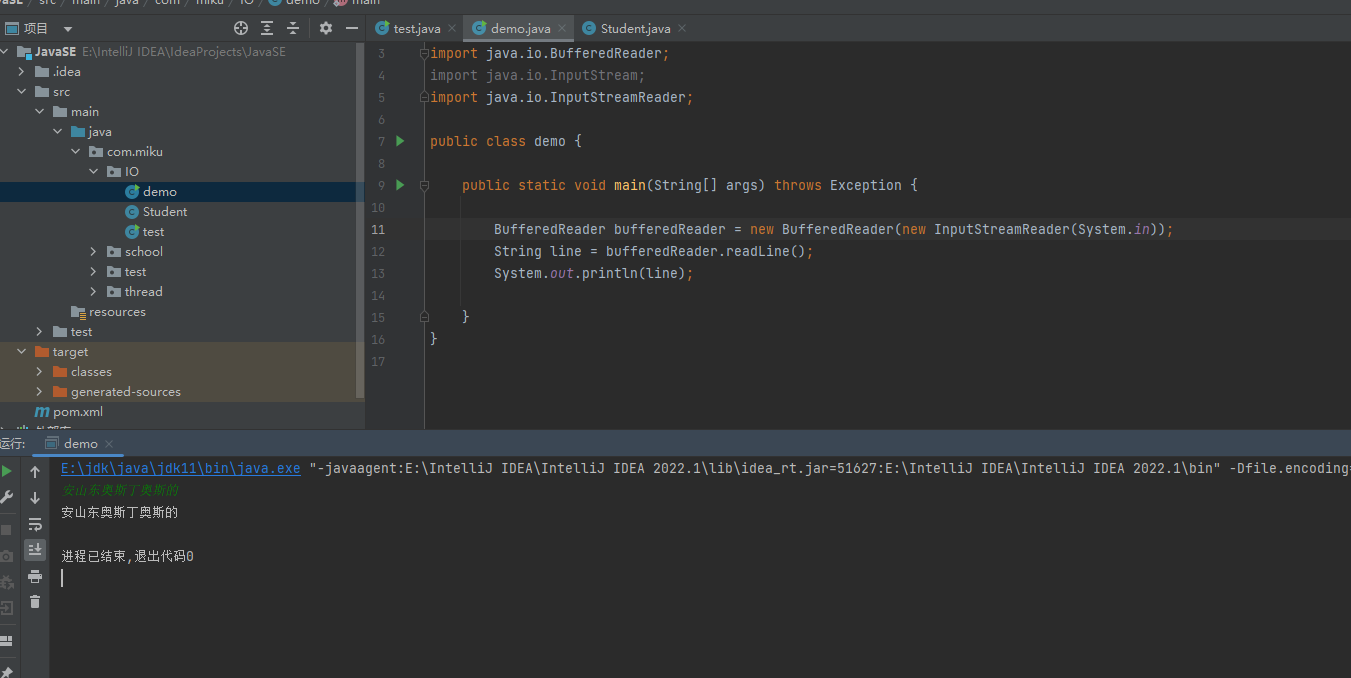 src main java com miku IO demo main
项目
test.java demo.java Student.java
JavaSE E:\IntelliJ IDEA\IdeaProjects\JavaSE
.idea
src
main
java
com.miku
IO
demo
Student
test
school
test
thread
resources
test
target
classes
generated-sources
pom.xml
3 import java.io.BufferedReader;
4 import java.io.InputStream;
5 import java.io.InputStreamReader;
6
7 public class demo {
8
9 public static void main(String[] args) throws Exception {
10
11 BufferedReader bufferedReader = new BufferedReader(new InputStreamReader(System.in));
12 String line = bufferedReader.readLine();
13 System.out.println(line);
14
15 }
16 }
17
运行: demo
E:\jdk\java\jdk11\bin\java.exe "-javaagent:E:\IntelliJ IDEA\IntelliJ IDEA 2022.1\lib\idea_rt.jar=51627:E:\IntelliJ IDEA\IntelliJ IDEA 2022.1\bin" -Dfile.encoding=
安山东奥斯丁奥斯的
安山东奥斯丁奥斯的
进程已结束,退出代码0